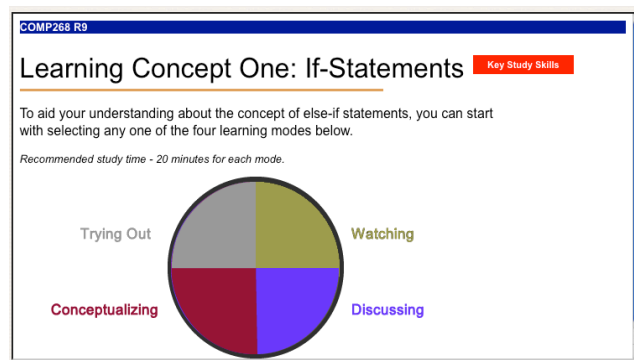 COMP268 R9
Learning Concept One: If-Statements
Key Study Skills
To aid your understanding about the concept of else-if statements, you can start
with selecting any one of the four learning modes below.
Recommended study time - 20 minutes for each mode.
Trying Out
Watching
Conceptualizing
Discussing